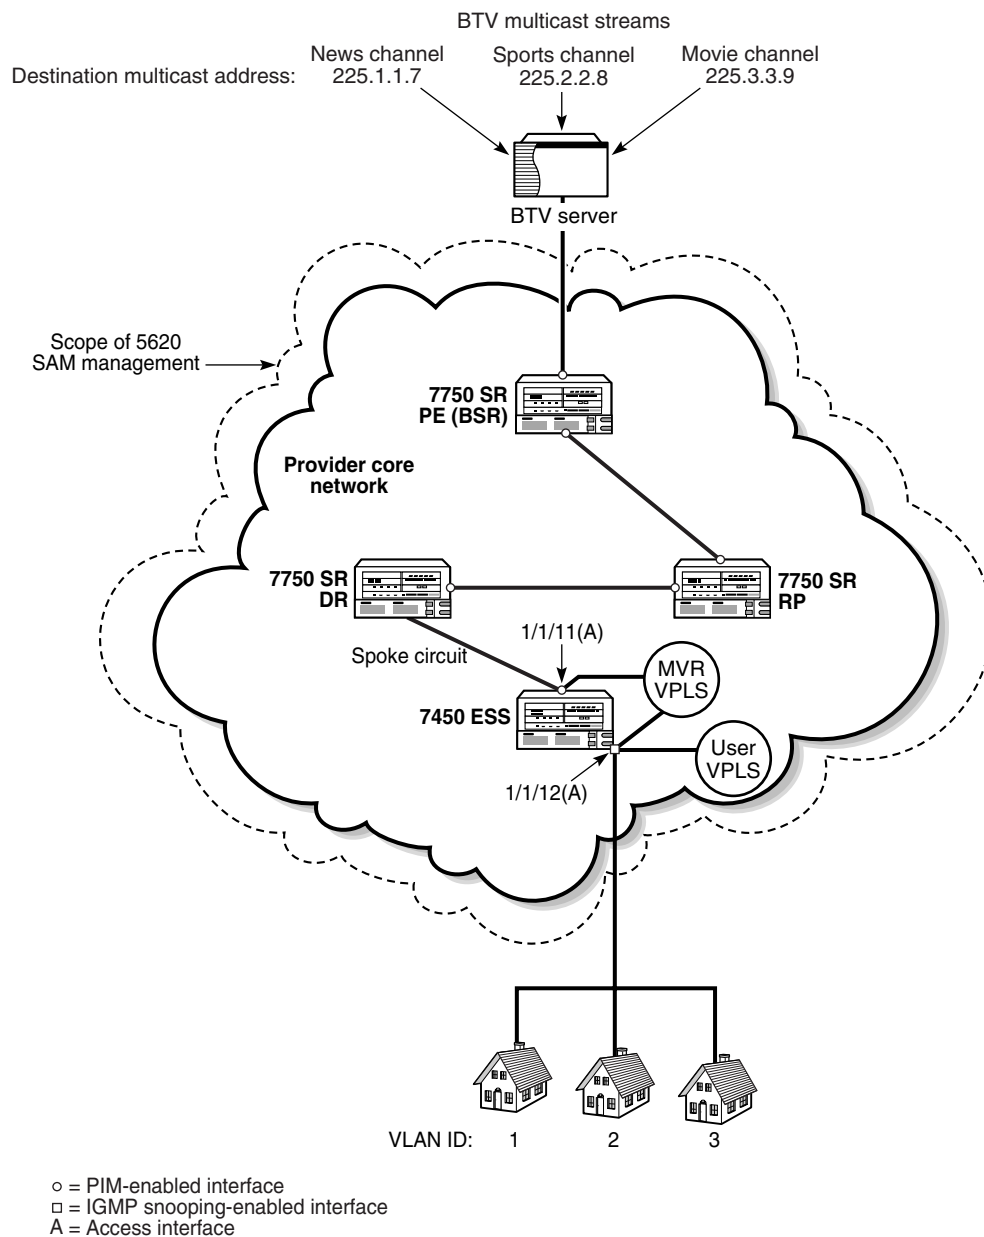 BTV multicast streams
News channel
Sports channel
Movie channel
Destination multicast address:
225.1.1.7
225.2.2.8
225.3.3.9
BTV server
Scope of 5620
SAM management
7750 SR
PE (BSR)
Provider core
network
7750 SR
DR
7750 SR
RP
1/1/11(A)
Spoke circuit
MVR
VPLS
7450 ESS
User
VPLS
1/1/12(A)
VLAN ID:
1
2
3
= PIM-enabled interface
= IGMP snooping-enabled interface
A = Access interface